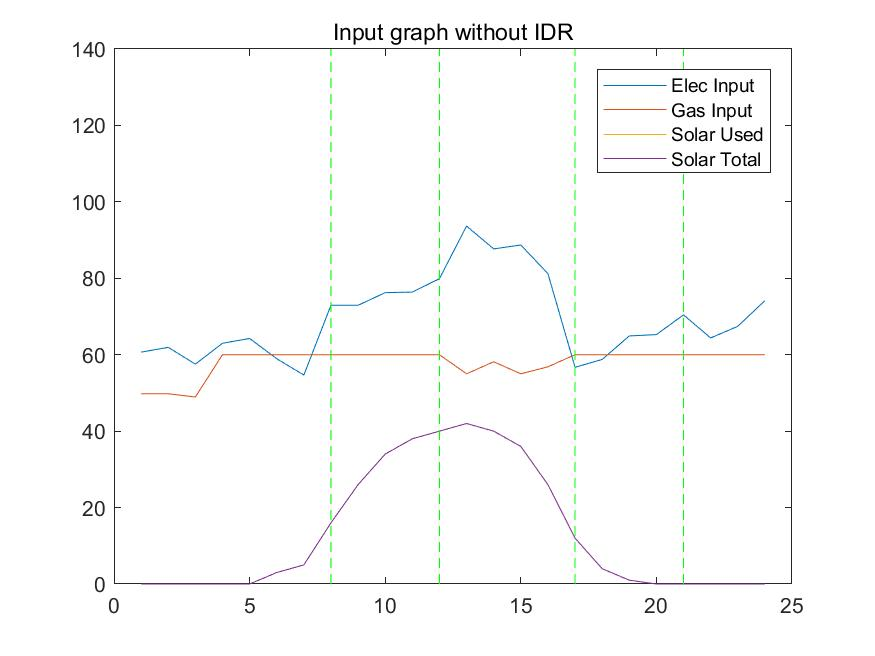 Input graph without IDR
140
120
100
80
60
40
20
0
Elec Input
Gas Input
Solar Used
Solar Total
0 5 10 15 20 25